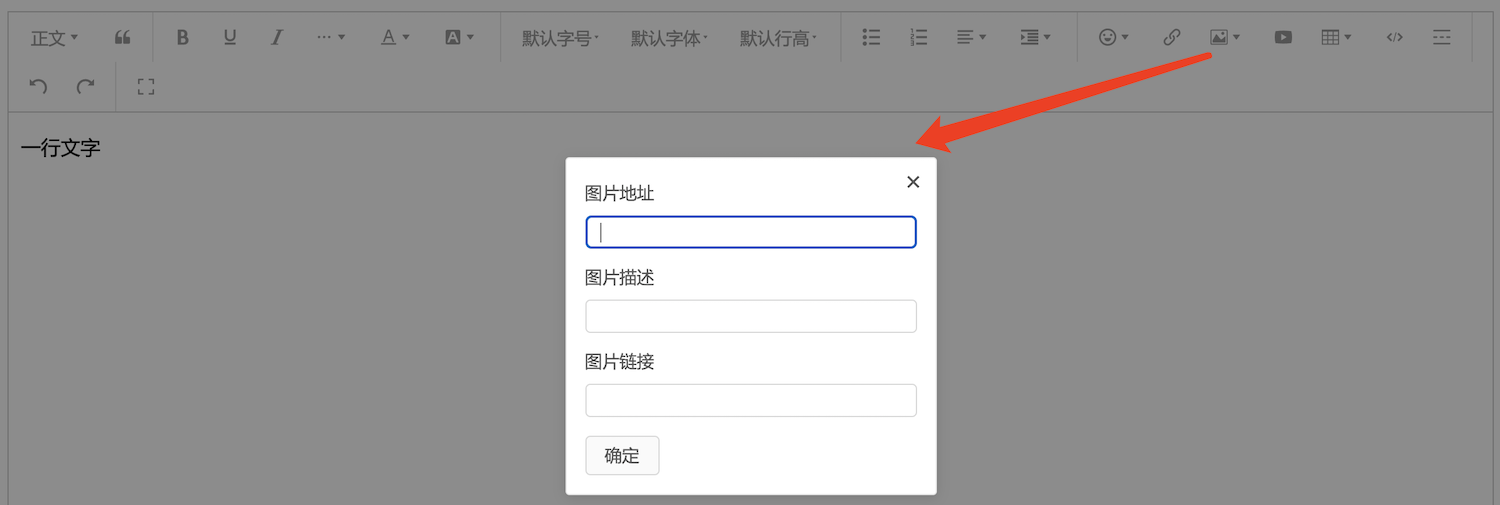 正文 默认字号 默认字体 默认行高
一行文字
图片地址
图片描述
图片链接
确定